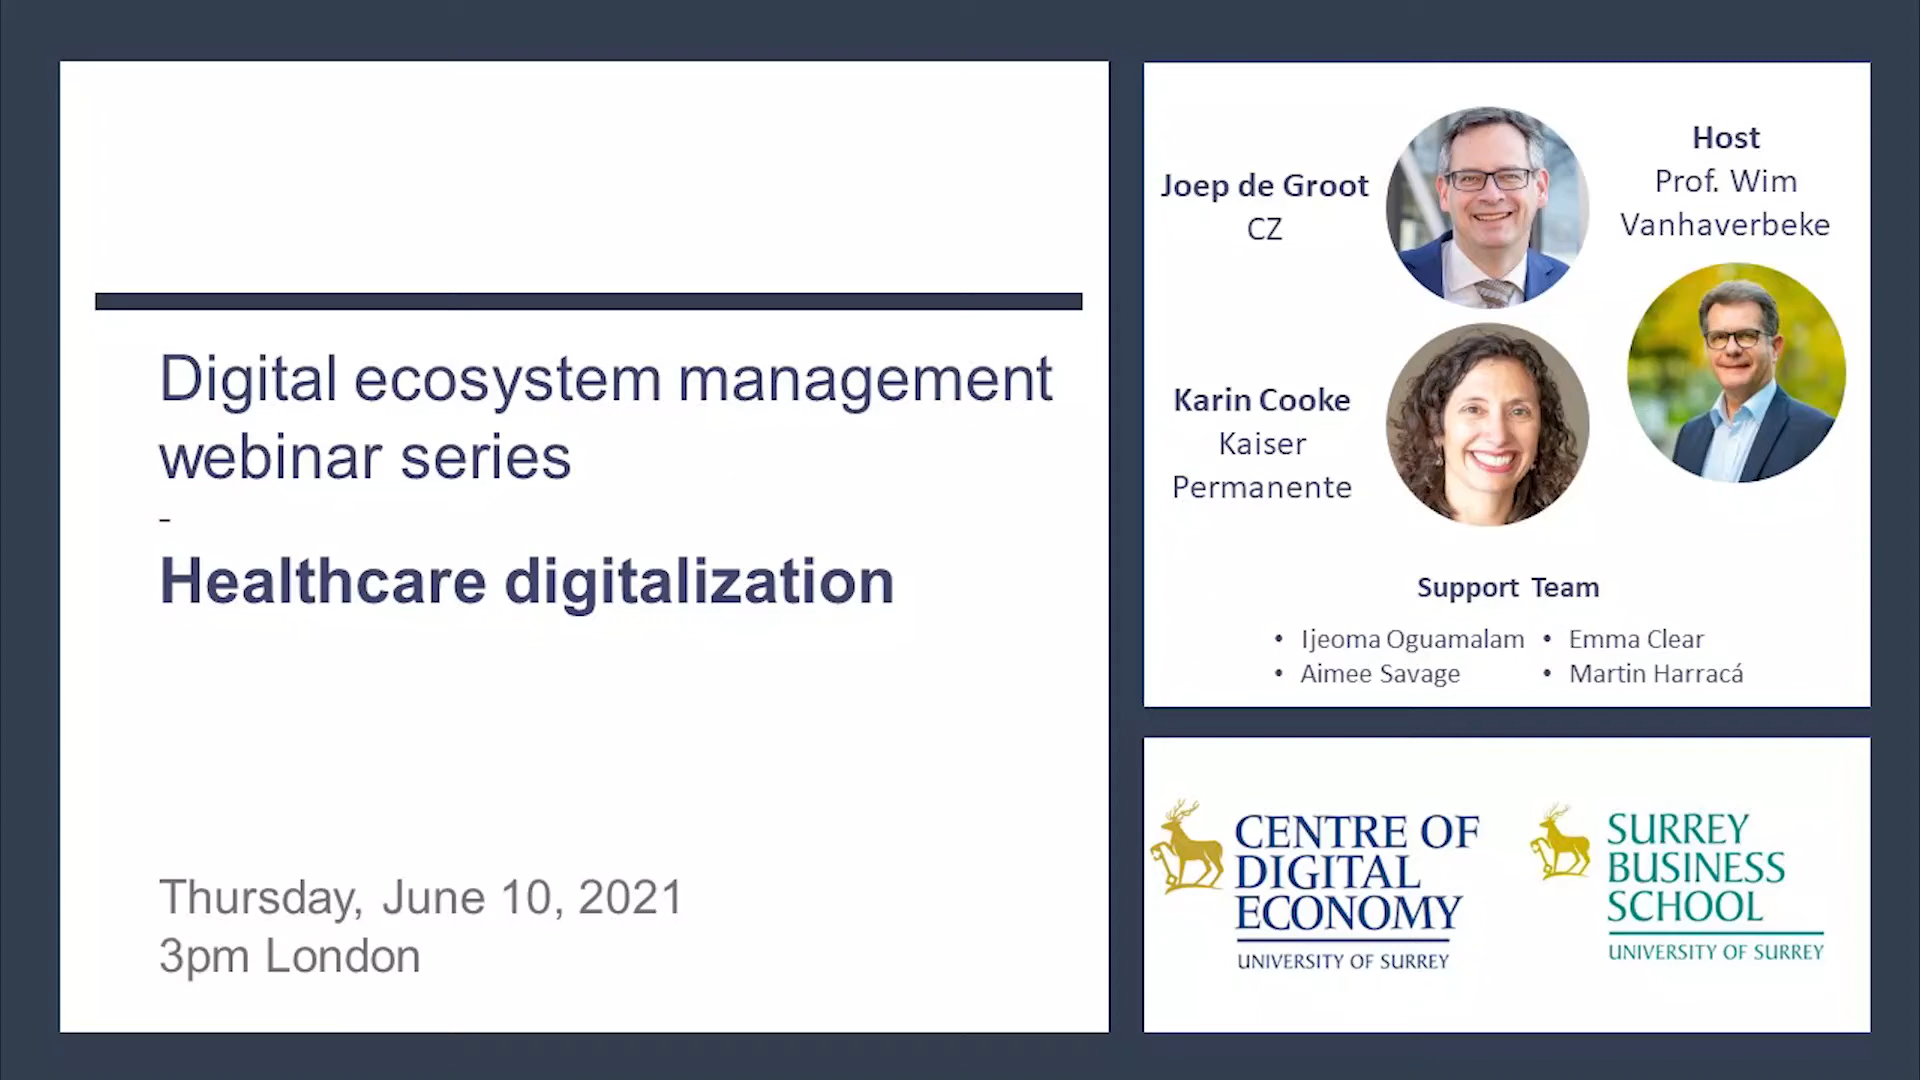 Digital ecosystem management
webinar series
-
Healthcare digitalization
Thursday, June 10, 2021
3pm London
Joep de Groot
CZ
Host
Prof. Wim
Vanhaverbeke
Karin Cooke
Kaiser
Permanente
Support Team
• Ijeoma Oguamalam
• Aimee Savage
• Emma Clear
• Martin Harracá
CENTRE OF
DIGITAL
ECONOMY
UNIVERSITY OF SURREY
SURREY
BUSINESS
SCHOOL
UNIVERSITY OF SURREY